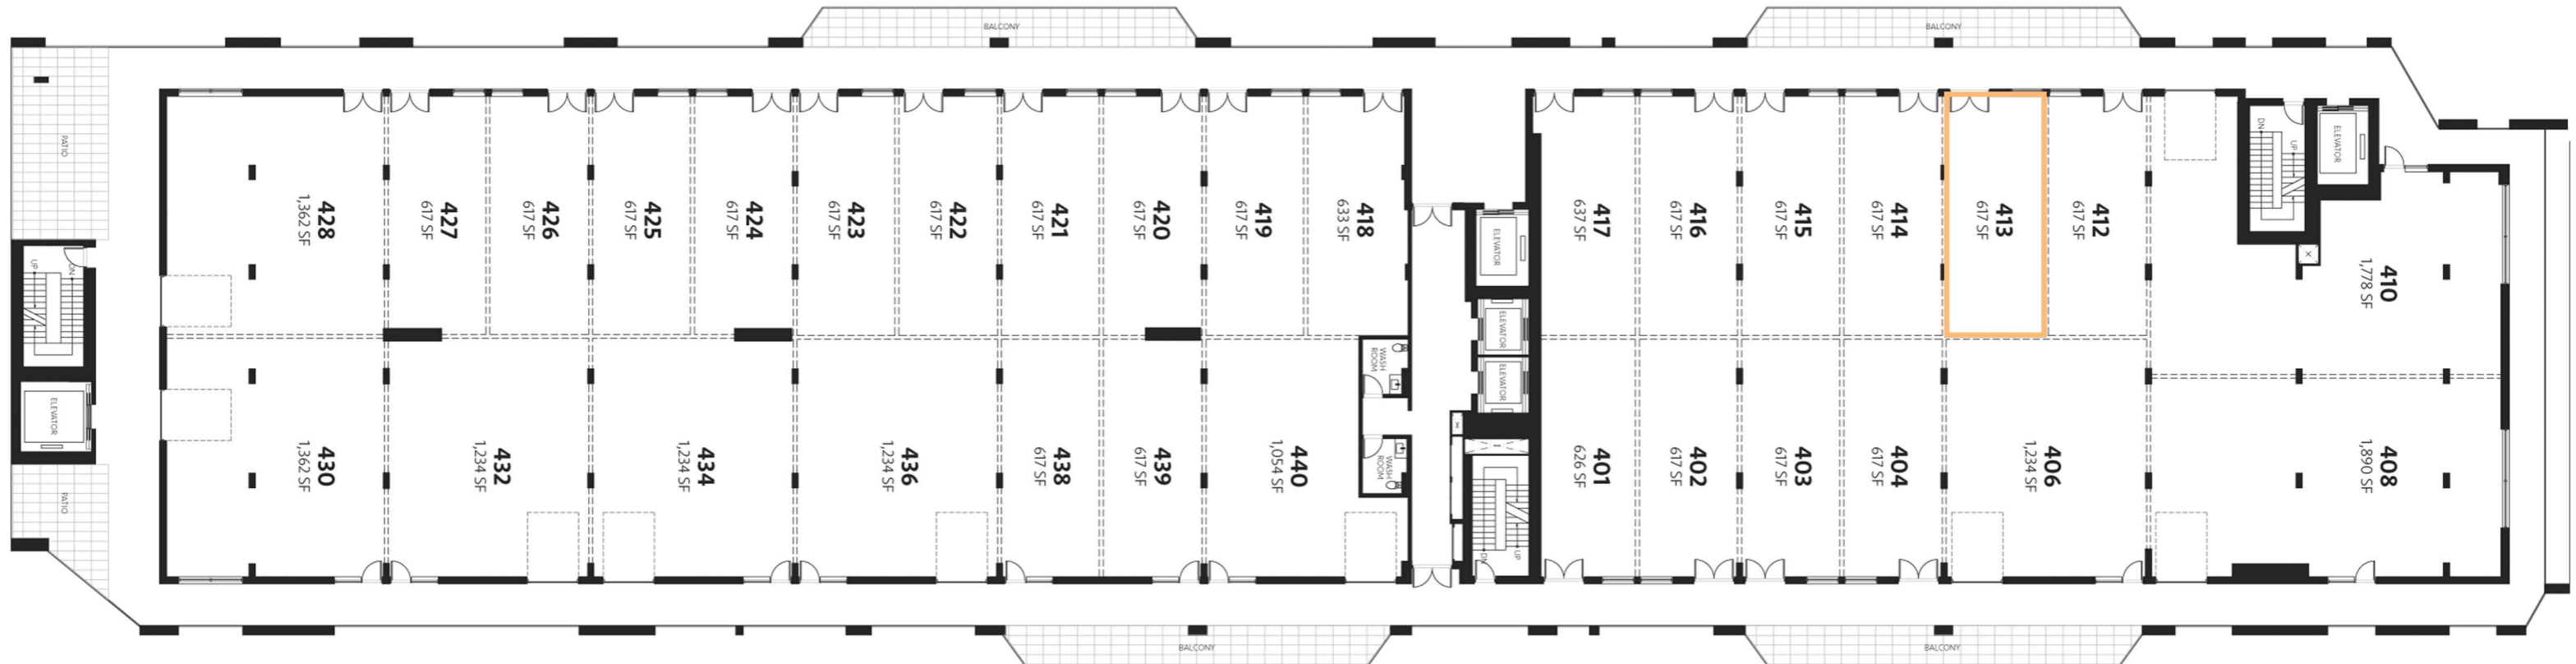 BALCONY
BALCONY
PATIO
428
1,362 SF
427
617 SF
426
617 SF
425
617 SF
424
617 SF
423
617 SF
422
617 SF
421
617 SF
420
617 SF
419
617 SF
418
633 SF
417
637 SF
416
617 SF
415
617 SF
414
617 SF
413
617 SF
412
617 SF
DN
UP
ELEVATOR
410
1,778 SF
ELEVATOR
ELEVATOR
ELEVATOR
UP
DN
ELEVATOR
PATIO
WASH
ROOM
WASH
ROOM
430
1,362 SF
432
1,234 SF
434
1,234 SF
436
1,234 SF
438
617 SF
439
617 SF
440
1,054 SF
DN
UP
401
626 SF
402
617 SF
403
617 SF
404
617 SF
406
1,234 SF
408
1,890 SF
BALCONY
BALCONY